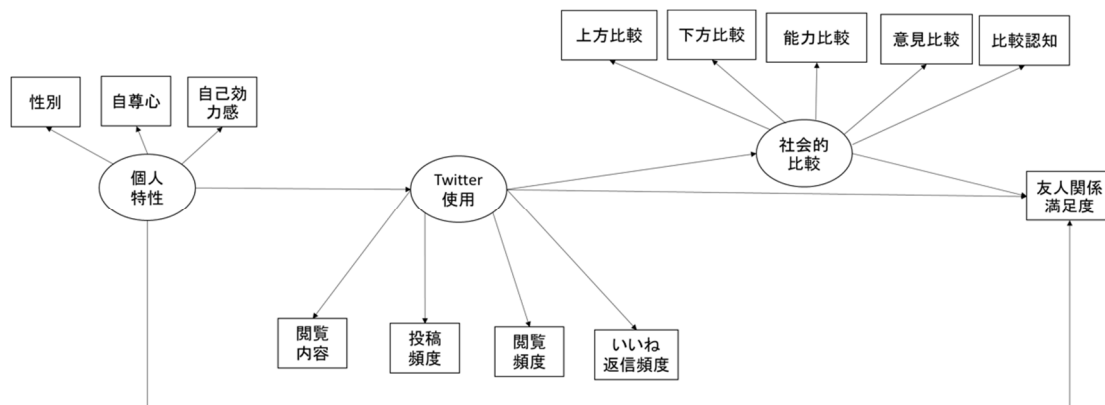 上方比較
下方比較
能力比較
意見比較
比較認知
性別
自尊心
自己効
力感
社会的
比較
個人
特性
Twitter
使用
友人関係
満足度
閲覧
内容
投稿
頻度
閲覧
頻度
いいね
返信頻度